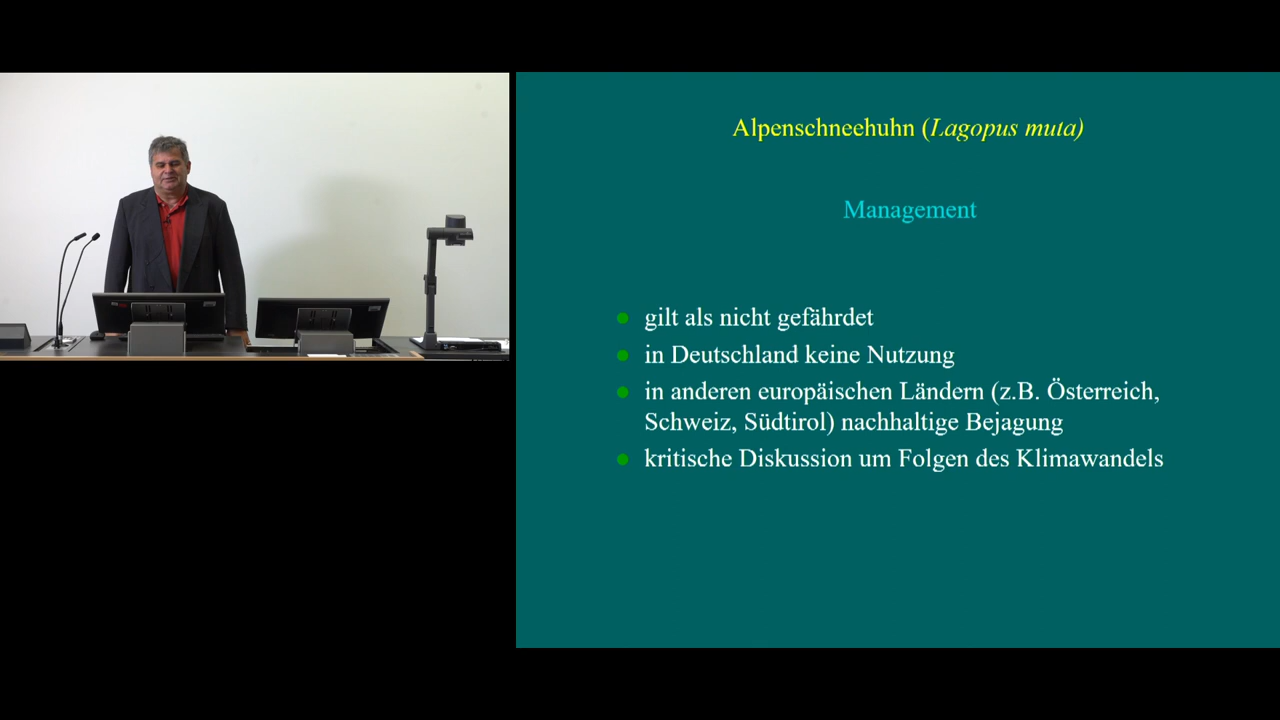 Alpenschneehuhn (Lagopus muta)
Management
gilt als nicht gefährdet
in Deutschland keine Nutzung
in anderen europäischen Ländern (z.B. Österreich,
Schweiz, Südtirol) nachhaltige Bejagung
kritische Diskussion um Folgen des Klimawandels